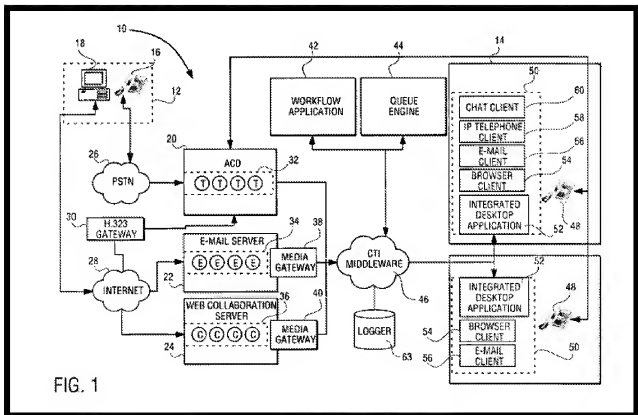 10
18
16
12
42
44
14
WORKFLOW
APPLICATION
QUEUE
ENGINE
50
CHAT CLIENT
60
IP TELEPHONE
CLIENT
58
E-MAIL
CLIENT
56
BROWSER
CLIENT
54
INTEGRATED
DESKTOP
APPLICATION
52
48
20
ACD
32
T T T T
26
PSTN
30
H.323
GATEWAY
28
INTERNET
E-MAIL SERVER
34
38
E E E E
MEDIA
GATEWAY
22
WEB COLLABORATION
SERVER
36
40
C C C C
MEDIA
GATEWAY
24
CTI
MIDDLEWARE
46
LOGGER
63
52
INTEGRATED
DESKTOP
APPLICATION
48
54
BROWSER
CLIENT
56
E-MAIL
CLIENT
50
FIG. 1